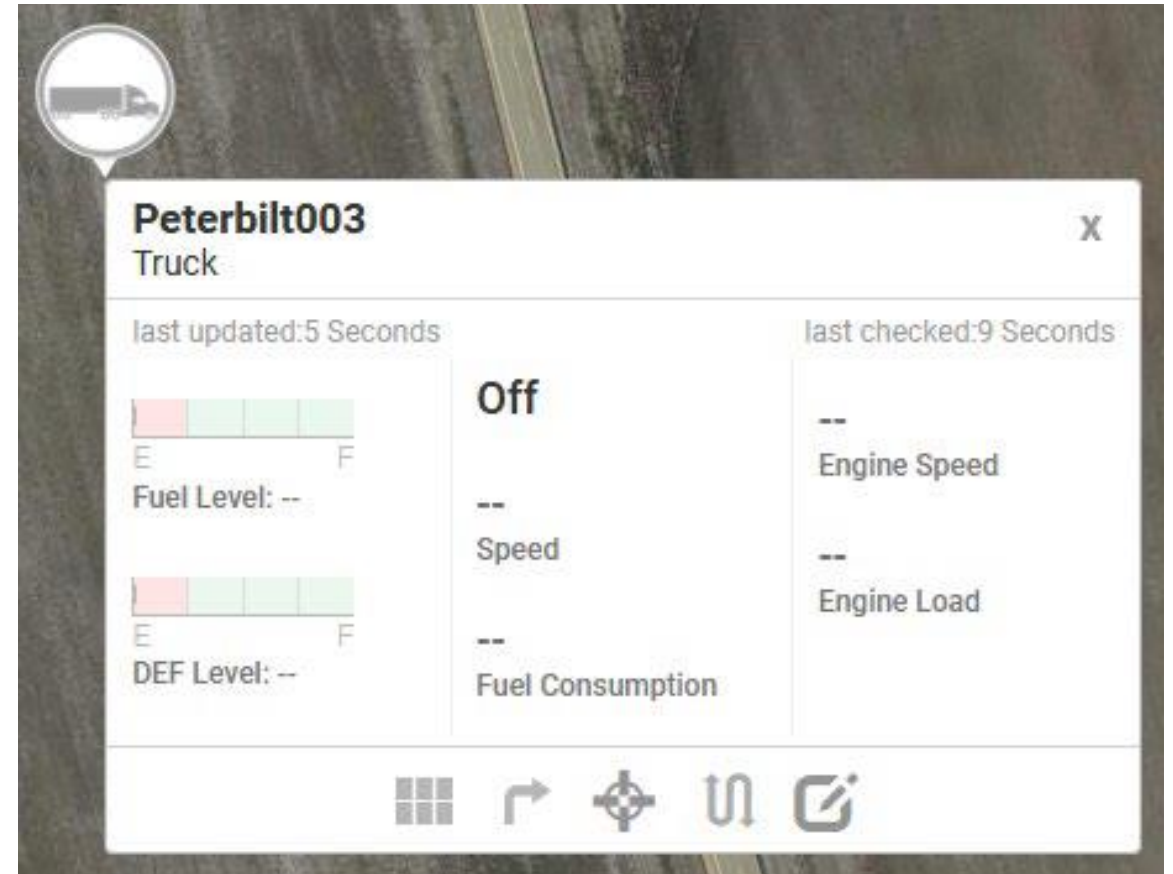 Peterbilt003
x
Truck
last updated:5 Seconds
last checked:9 Seconds
E F
Fuel Level: --
E F
DEF Level: --
Off
--
Speed
--
Fuel Consumption
--
Engine Speed
--
Engine Load